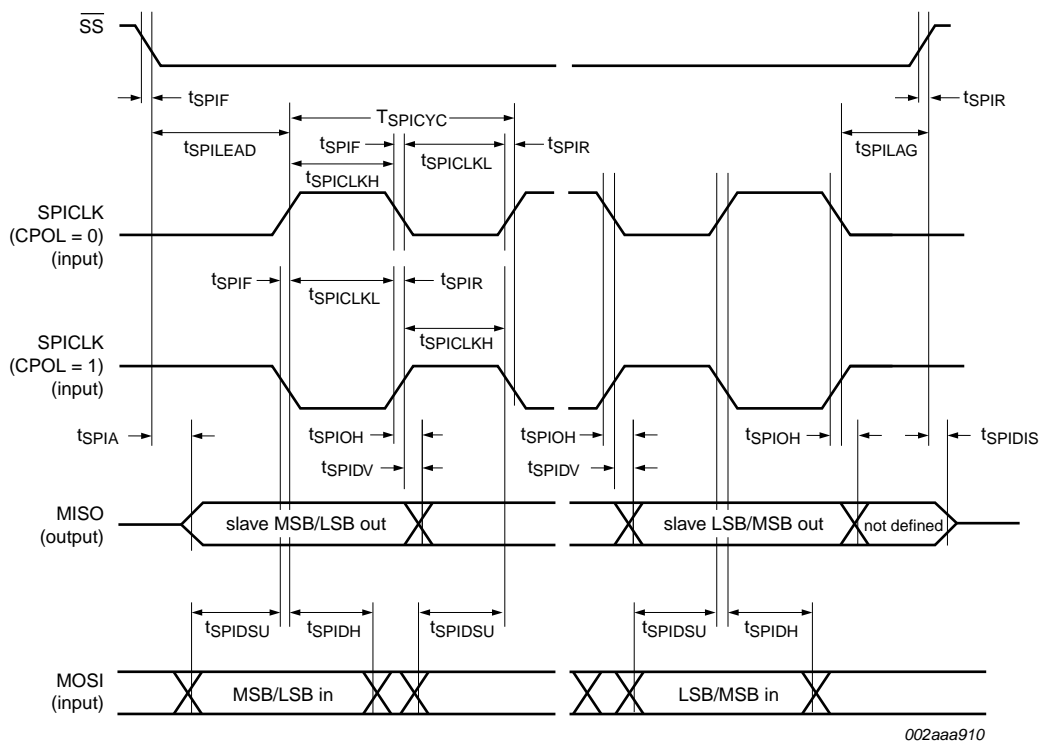 SS
tSPIF
tSPIR
TSPICYC
tSPILEAD
tSPIF
tSPICLKL
tSPIR
tSPILAG
tSPICLKH
SPICLK
(CPOL = 0)
(input)
tSPIF
tSPICLKL
tSPIR
SPICLK
(CPOL = 1)
(input)
tSPICLKH
tSPIA
tSPIOH
tSPIOH
tSPIOH
tSPIDIS
tSPIDV
tSPIDV
MISO
(output)
slave MSB/LSB out
slave LSB/MSB out
not defined
tSPIDSU
tSPIDH
tSPIDSU
tSPIDSU
tSPIDH
MOSI
(input)
MSB/LSB in
LSB/MSB in
002aaa910